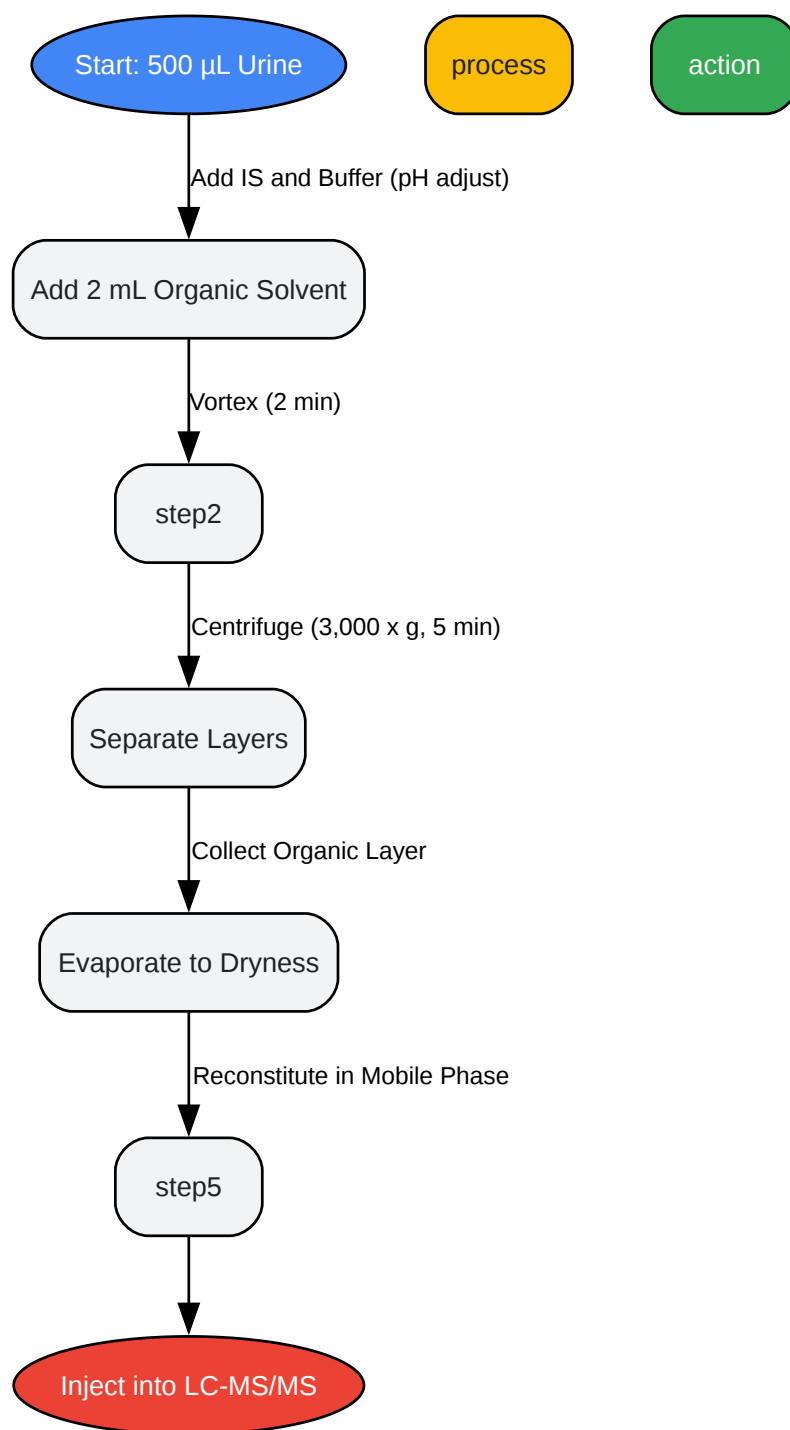 Start: 500 µL Urine
process
action
Add IS and Buffer (pH adjust)
Add 2 mL Organic Solvent
Vortex (2 min)
step2
Centrifuge (3,000 x g, 5 min)
Separate Layers
Collect Organic Layer
Evaporate to Dryness
Reconstitute in Mobile Phase
step5
Inject into LC-MS/MS